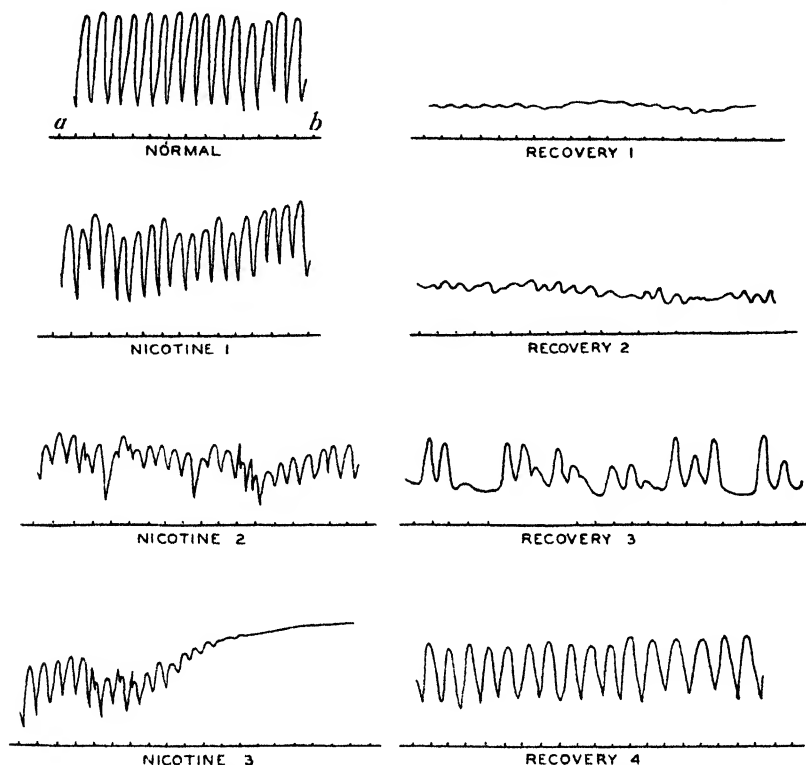 a b
NORMAL
RECOVERY 1
NICOTINE 1
RECOVERY 2
NICOTINE 2
RECOVERY 3
NICOTINE 3
RECOVERY 4